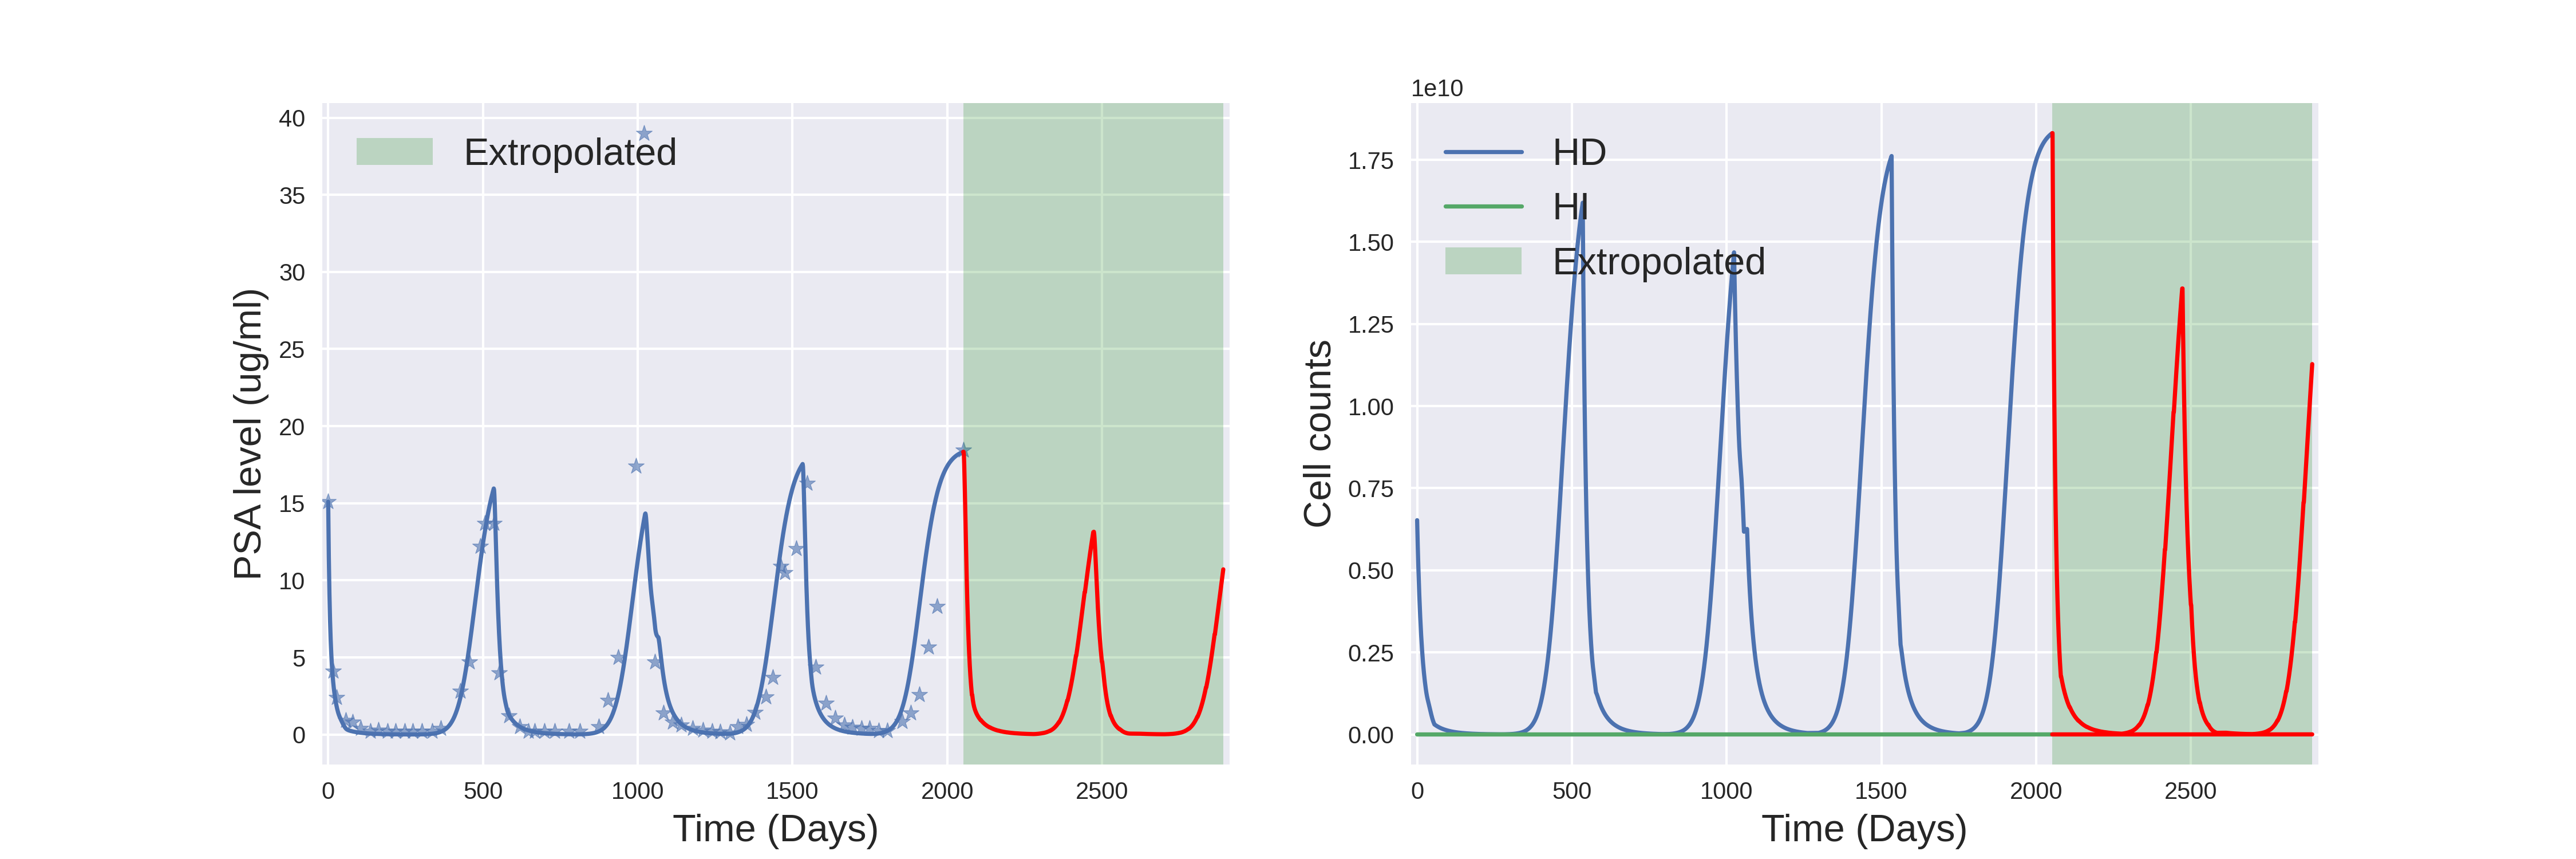 40
35
30
25
20
15
10
5
0
PSA level (ug/ml)
Extropolated
0 500 1000 1500 2000 2500
Time (Days)
1e10
1.75
1.50
1.25
1.00
0.75
0.50
0.25
0.00
Cell counts
HD
HI
Extropolated
0 500 1000 1500 2000 2500
Time (Days)